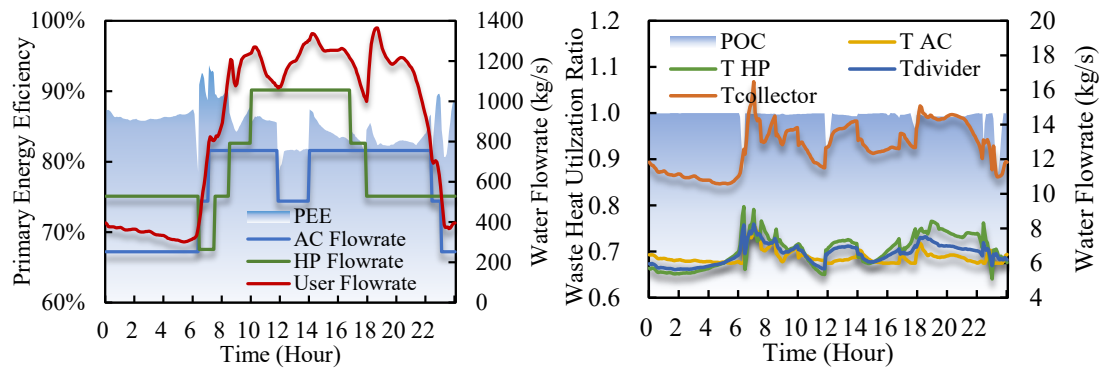 Primary Energy Eficiency
100%
90%
80%
70%
60%
PEE
AC Flowrate
HP Flowrate
User Flowrate
1400
1200
1000
800
600
400
200
0
Water Flowrate (kg/s)
0 2 4 6 8 10 12 14 16 18 20 22
Time (Hour)
Waste Heat Utilzation Ratio
1.2
1.1
1.0
0.9
0.8
0.7
0.6
POC T AC
T HP Tdivider
Tcollector
20
18
16
14
12
10
8
6
4
Water Flowrate (kg/s)
0 2 4 6 8 10 12 14 16 18 20 22
Time (Hour)